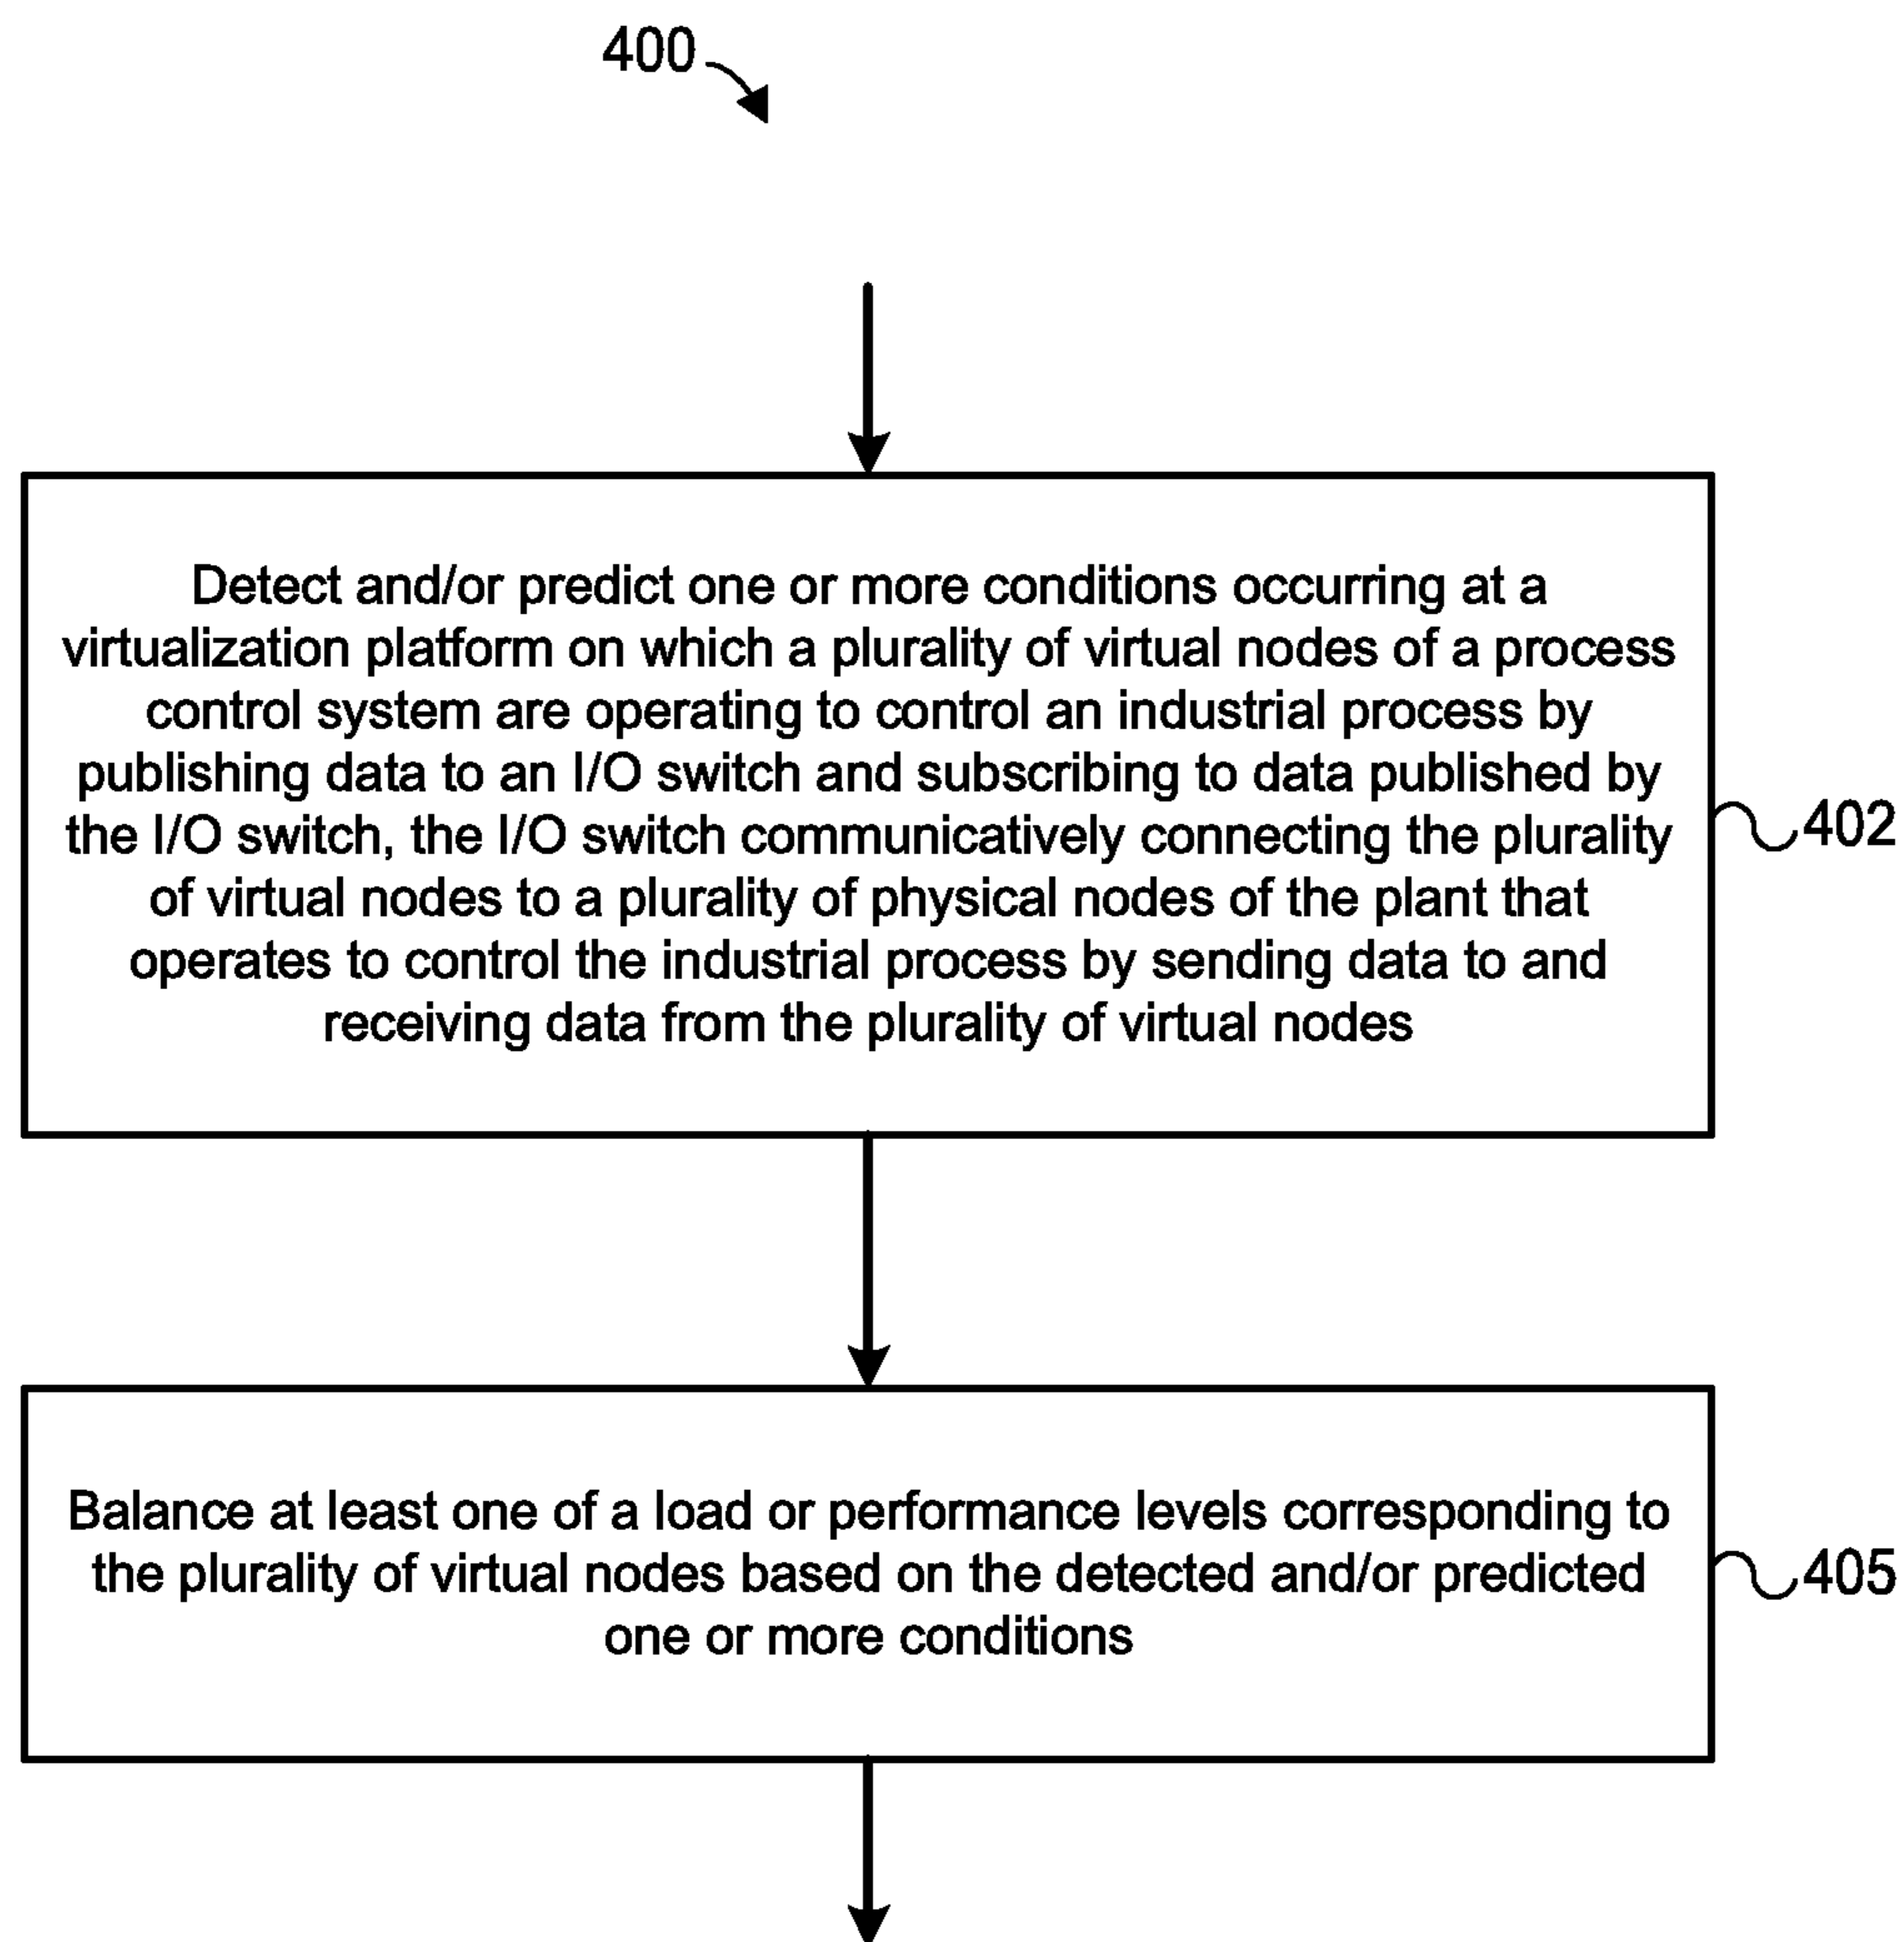 400
Detect and/or predict one or more conditions occurring at a
virtualization platform on which a plurality of virtual nodes of a process
control system are operating to control an industrial process by
publishing data to an I/O switch and subscribing to data published by
the I/O switch, the I/O switch communicatively connecting the plurality
of virtual nodes to a plurality of physical nodes of the plant that
operates to control the industrial process by sending data to and
receiving data from the plurality of virtual nodes
402
Balance at least one of a load or performance levels corresponding to
the plurality of virtual nodes based on the detected and/or predicted
one or more conditions
405